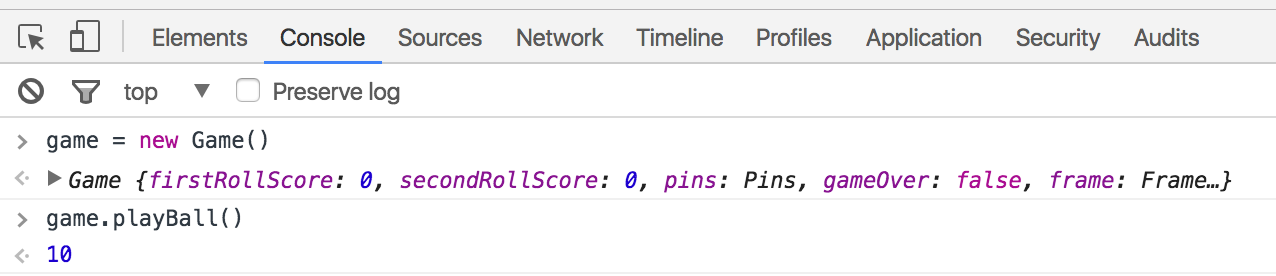 Elements Console Sources Network Timeline Profiles Application Security Audits
top Preserve log
> game = new Game()
Game {firstRollScore: 0, secondRollScore: 0, pins: Pins, gameOver: false, frame: Frame…}
> game.playBall()
10